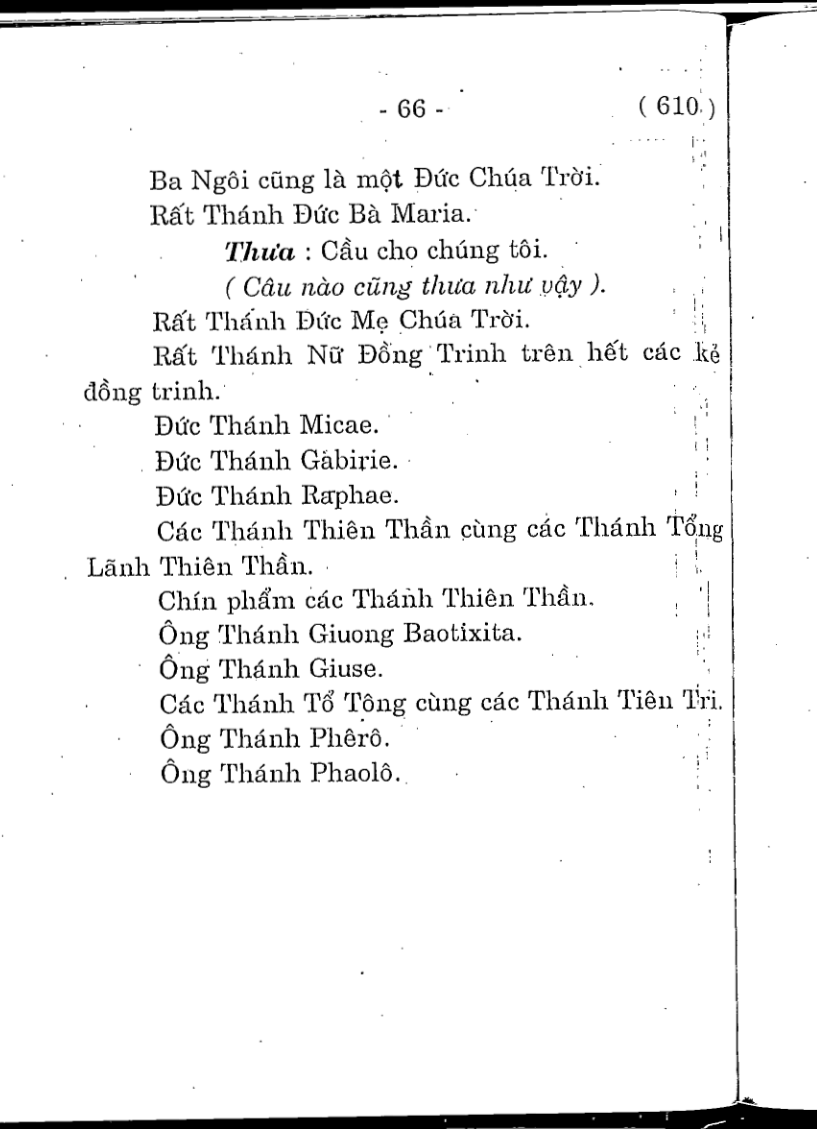 - 66 - ( 610 )
Ba Ngôi cũng là một Đức Chúa Trời.
Rất Thánh Đức Bà Maria.
Thưa : Cầu cho chúng tôi.
( Câu nào cũng thưa như vậy ).
Rất Thánh Đức Mẹ Chúa Trời.
Rất Thánh Nữ Đồng Trinh trên hết các kẻ
đồng trinh.
Đức Thánh Micae.
Đức Thánh Gabirie.
Đức Thánh Raphae.
Các Thánh Thiên Thần cùng các Thánh Tổng
Lãnh Thiên Thần.
Chín phẩm các Thánh Thiên Thần.
Ông Thánh Giuong Baotixita.
Ông Thánh Giuse.
Các Thánh Tổ Tông cùng các Thánh Tiên Tri.
Ông Thánh Phêrô.
Ông Thánh Phaolô.